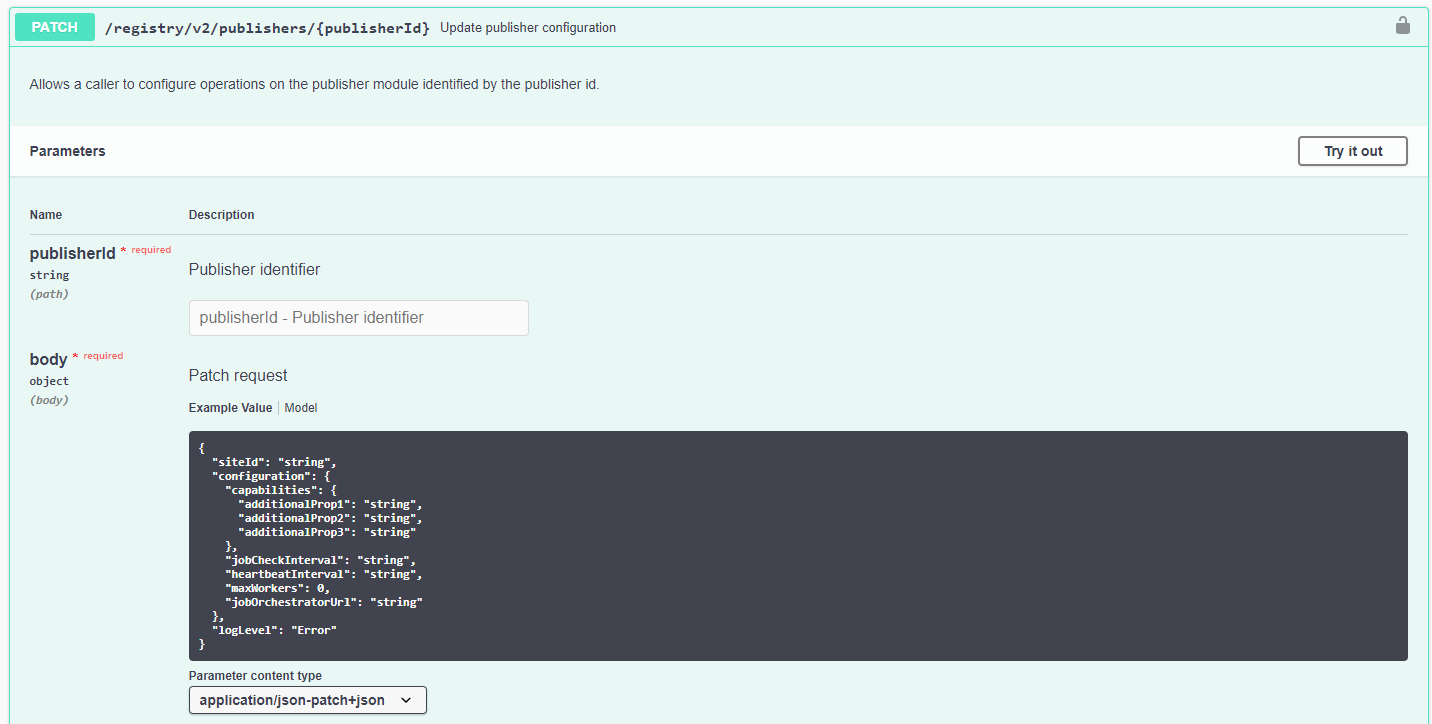 PATCH /registry/v2/publishers/{publisherId} Update publisher configuration
Allows a caller to configure operations on the publisher module identified by the publisher id.
Parameters
Try it out
Name Description
publisherId * required
string
(path)
Publisher identifier
publisherId - Publisher identifier
body * required
object
(body)
Patch request
Example Value Model
{
  "siteId": "string",
  "configuration": {
    "capabilities": {
      "additionalProp1": "string",
      "additionalProp2": "string",
      "additionalProp3": "string"
    },
    "jobCheckInterval": "string",
    "heartbeatInterval": "string",
    "maxWorkers": 0,
    "jobOrchestratorUrl": "string"
  },
  "logLevel": "Error"
}
Parameter content type
application/json-patch+json